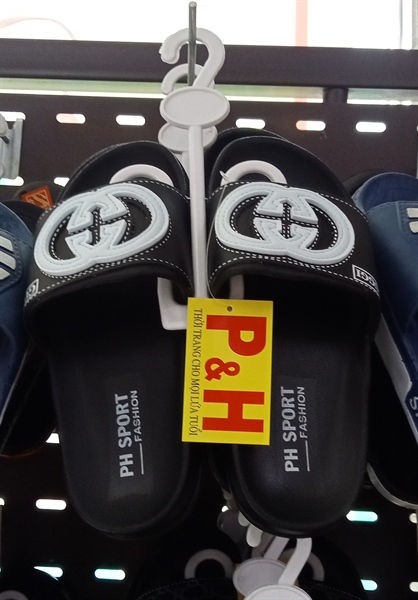 P&H
THỜI TRANG CHO MỌI LỨA TUỔI
PH SPORT
FASHION
PH SPORT
FASHION